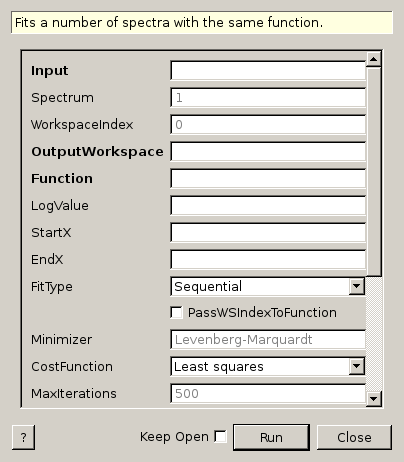 Fits a number of spectra with the same function.
Input
Spectrum 1
WorkspaceIndex 0
OutputWorkspace
Function
LogValue
StartX
EndX
FitType Sequential
PassWSIndexToFunction
Minimizer Levenberg-Marquardt
CostFunction Least squares
MaxIterations 500
? Keep Open Run Close